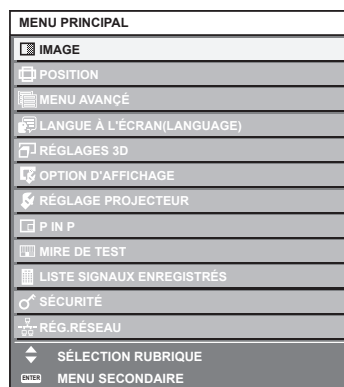 MENU PRINCIPAL
IMAGE
POSITION
MENU AVANÇÉ
LANGUE À L'ÉCRAN(LANGUAGE)
RÉGLAGES 3D
OPTION D'AFFICHAGE
RÉGLAGE PROJECTEUR
P IN P
MIRE DE TEST
LISTE SIGNAUX ENREGISTRÉS
SÉCURITÉ
RÉG.RÉSEAU
SÉLECTION RUBRIQUE
ENTER MENU SECONDAIRE